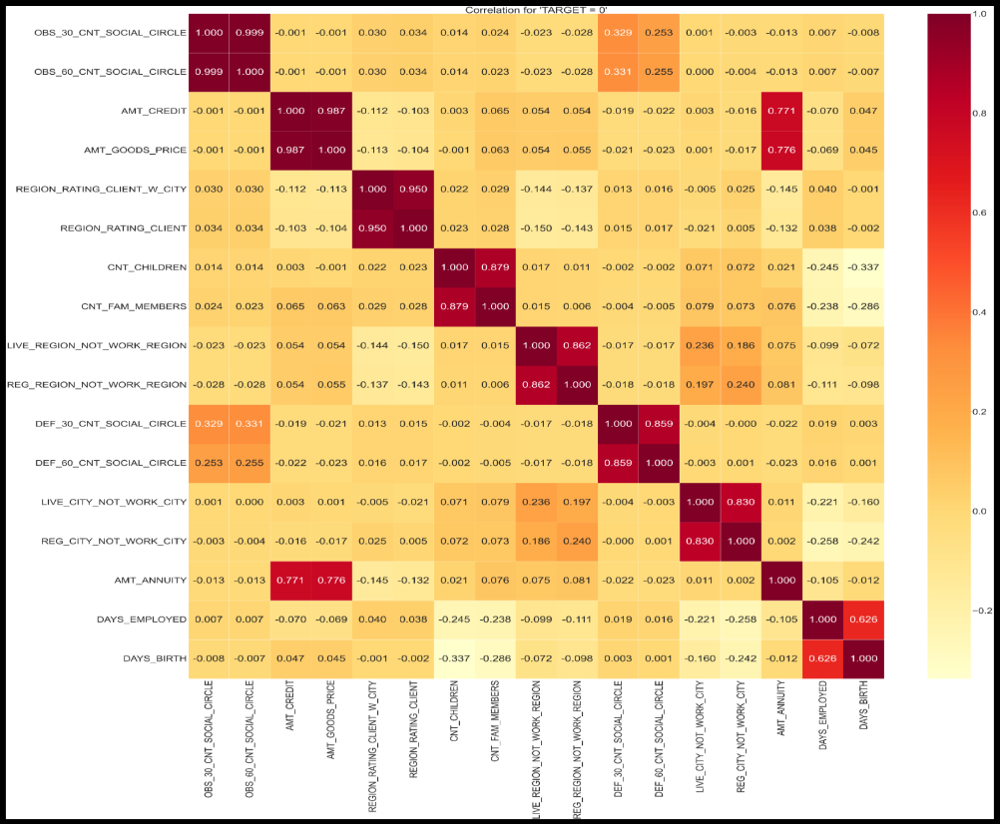 Correlation for 'TARGET = 0'
OBS_30_CNT_SOCIAL_CIRCLE 1.000 0.999 -0.001 -0.001 0.030 0.034 0.014 0.024 -0.023 -0.028 0.329 0.253 0.001 -0.003 -0.013 0.007 -0.008
OBS_60_CNT_SOCIAL_CIRCLE 0.999 1.000 -0.001 -0.001 0.030 0.034 0.014 0.023 -0.023 -0.028 0.331 0.255 0.000 -0.004 -0.013 0.007 -0.007
AMT_CREDIT -0.001 -0.001 1.000 0.987 -0.112 -0.103 0.003 0.065 0.054 0.054 -0.019 -0.022 0.003 -0.016 0.771 -0.070 0.047
AMT_GOODS_PRICE -0.001 -0.001 0.987 1.000 -0.113 -0.104 -0.001 0.063 0.054 0.055 -0.021 -0.023 0.001 -0.017 0.776 -0.069 0.045
REGION_RATING_CLIENT_W_CITY 0.030 0.030 -0.112 -0.113 1.000 0.950 0.022 0.029 -0.144 -0.137 0.013 0.016 -0.005 0.025 -0.145 0.040 -0.001
REGION_RATING_CLIENT 0.034 0.034 -0.103 -0.104 0.950 1.000 0.023 0.028 -0.150 -0.143 0.015 0.017 -0.021 0.005 -0.132 0.038 -0.002
CNT_CHILDREN 0.014 0.014 0.003 -0.001 0.022 0.023 1.000 0.879 0.017 0.011 -0.002 -0.002 0.071 0.072 0.021 -0.245 -0.337
CNT_FAM_MEMBERS 0.024 0.023 0.065 0.063 0.029 0.028 0.879 1.000 0.015 0.006 -0.004 -0.005 0.079 0.073 0.076 -0.238 -0.286
LIVE_REGION_NOT_WORK_REGION -0.023 -0.023 0.054 0.054 -0.144 -0.150 0.017 0.015 1.000 0.862 -0.017 -0.017 0.236 0.186 0.075 -0.099 -0.072
REG_REGION_NOT_WORK_REGION -0.028 -0.028 0.054 0.055 -0.137 -0.143 0.011 0.006 0.862 1.000 -0.018 -0.018 0.197 0.240 0.081 -0.111 -0.098
DEF_30_CNT_SOCIAL_CIRCLE 0.329 0.331 -0.019 -0.021 0.013 0.015 -0.002 -0.004 -0.017 -0.018 1.000 0.859 -0.004 -0.000 -0.022 0.019 0.003
DEF_60_CNT_SOCIAL_CIRCLE 0.253 0.255 -0.022 -0.023 0.016 0.017 -0.002 -0.005 -0.017 -0.018 0.859 1.000 -0.003 0.001 -0.023 0.016 0.001
LIVE_CITY_NOT_WORK_CITY 0.001 0.000 0.003 0.001 -0.005 -0.021 0.071 0.079 0.236 0.197 -0.004 -0.003 1.000 0.830 0.011 -0.221 -0.160
REG_CITY_NOT_WORK_CITY -0.003 -0.004 -0.016 -0.017 0.025 0.005 0.072 0.073 0.186 0.240 -0.000 0.001 0.830 1.000 0.002 -0.258 -0.242
AMT_ANNUITY -0.013 -0.013 0.771 0.776 -0.145 -0.132 0.021 0.076 0.075 0.081 -0.022 -0.023 0.011 0.002 1.000 -0.105 -0.012
DAYS_EMPLOYED 0.007 0.007 -0.070 -0.069 0.040 0.038 -0.245 -0.238 -0.099 -0.111 0.019 0.016 -0.221 -0.258 -0.105 1.000 0.626
DAYS_BIRTH -0.008 -0.007 0.047 0.045 -0.001 -0.002 -0.337 -0.286 -0.072 -0.098 0.003 0.001 -0.160 -0.242 -0.012 0.626 1.000
OBS_30_CNT_SOCIAL_CIRCLE
OBS_60_CNT_SOCIAL_CIRCLE
AMT_CREDIT
AMT_GOODS_PRICE
REGION_RATING_CLIENT_W_CITY
REGION_RATING_CLIENT
CNT_CHILDREN
CNT_FAM_MEMBERS
LIVE_REGION_NOT_WORK_REGION
REG_REGION_NOT_WORK_REGION
DEF_30_CNT_SOCIAL_CIRCLE
DEF_60_CNT_SOCIAL_CIRCLE
LIVE_CITY_NOT_WORK_CITY
REG_CITY_NOT_WORK_CITY
AMT_ANNUITY
DAYS_EMPLOYED
DAYS_BIRTH
1.0
0.8
0.6
0.4
0.2
0.0
−0.2